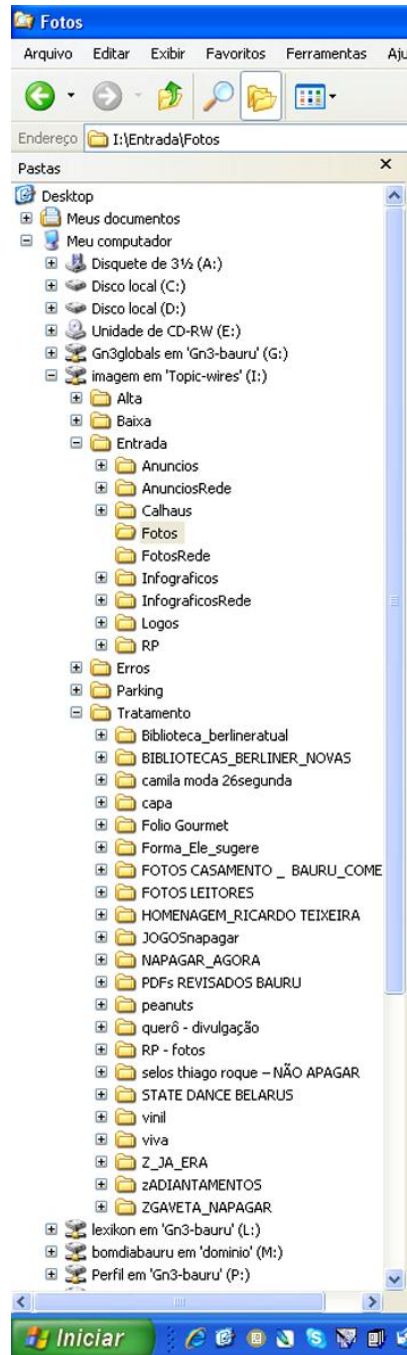 Fotos
Arquivo Editar Exibir Favoritos Ferramentas Aju
Endereço I:\Entrada\Fotos
Pastas
Desktop
Meus documentos
Meu computador
Disquete de 3½ (A:)
Disco local (C:)
Disco local (D:)
Unidade de CD-RW (E:)
Gn3globals em 'Gn3-bauru' (G:)
imagem em 'Topic-wires' (I:)
Alta
Baixa
Entrada
Anuncios
AnunciosRede
Calhaus
Fotos
FotosRede
Infograficos
InfograficosRede
Logos
RP
Erros
Parking
Tratamento
Biblioteca_berlineratual
BIBLIOTECAS_BERLINER_NOVAS
camila moda 26segunda
capa
Folio Gourmet
Forma_Ele_sugere
FOTOS CASAMENTO _ BAURU_COME
FOTOS LEITORES
HOMENAGEM_RICARDO TEIXEIRA
JOGOSnapagar
NAPAGAR_AGORA
PDFs REVISADOS BAURU
peanuts
querô - divulgação
RP - fotos
selos thiago roque – NÃO APAGAR
STATE DANCE BELARUS
vinil
viva
Z_JA_ERA
zADIANTAMENTOS
ZGAVETA_NAPAGAR
lexikon em 'Gn3-bauru' (L:)
bomdiabauru em 'dominio' (M:)
Perfil em 'Gn3-bauru' (P:)
Iniciar